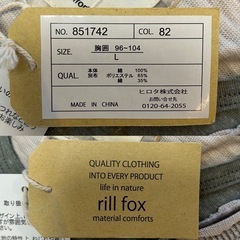 NO. 851742 COL. 82
SIZE. 胸囲 96~104
L
QUAL. 本体 綿 100%
別布 ポリエステル 65%
綿 35%
MADE IN CHINA
ヒロタ株式会社
お問い合せ先
0120-64-2055
QUALITY CLOTHING
INTO EVERY PRODUCT
life in nature
rill fox
material comforts